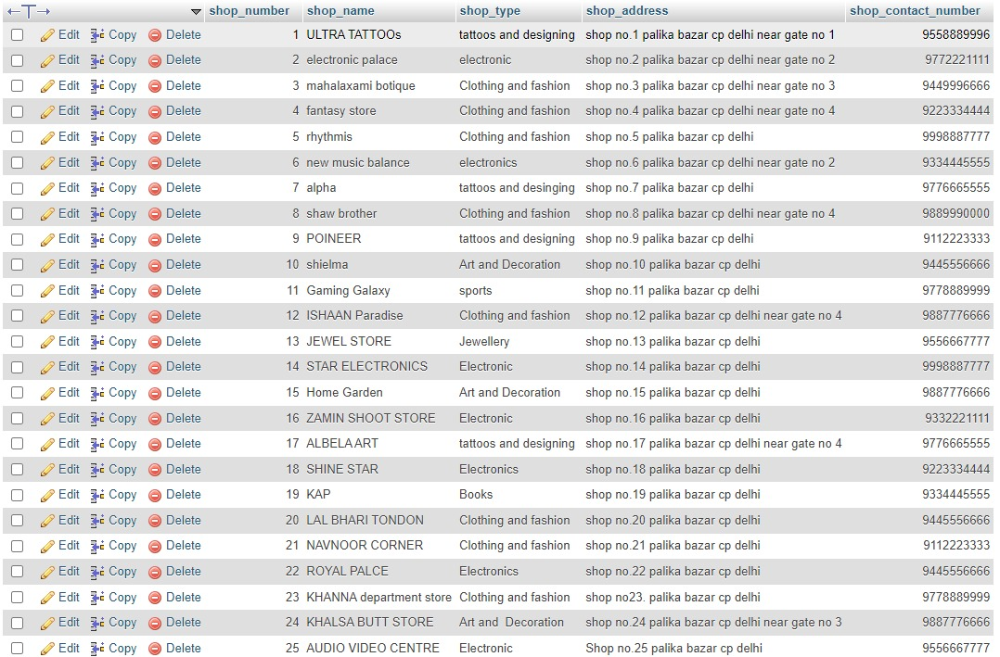 shop_number shop_name shop_type shop_address shop_contact_number
Edit Copy Delete 1 ULTRA TATTOOs tattoos and designing shop no.1 palika bazar cp delhi near gate no 1 9558889996
Edit Copy Delete 2 electronic palace electronic shop no.2 palika bazar cp delhi near gate no 2 9772221111
Edit Copy Delete 3 mahalaxami botique Clothing and fashion shop no.3 palika bazar cp delhi near gate no 3 9449996666
Edit Copy Delete 4 fantasy store Clothing and fashion shop no.4 palika bazar cp delhi near gate no 4 9223334444
Edit Copy Delete 5 rhythmis Clothing and fashion shop no.5 palika bazar cp delhi 9998887777
Edit Copy Delete 6 new music balance electronics shop no.6 palika bazar cp delhi near gate no 2 9334445555
Edit Copy Delete 7 alpha tattoos and desinging shop no.7 palika bazar cp delhi 9776665555
Edit Copy Delete 8 shaw brother Clothing and fashion shop no.8 palika bazar cp delhi near gate no 4 9889990000
Edit Copy Delete 9 POINEER tattoos and designing shop no.9 palika bazar cp delhi 9112223333
Edit Copy Delete 10 shielma Art and Decoration shop no.10 palika bazar cp delhi 9445556666
Edit Copy Delete 11 Gaming Galaxy sports shop no.11 palika bazar cp delhi 9778889999
Edit Copy Delete 12 ISHAAN Paradise Clothing and fashion shop no.12 palika bazar cp delhi near gate no 4 9887776666
Edit Copy Delete 13 JEWEL STORE Jewellery shop no.13 palika bazar cp delhi 9556667777
Edit Copy Delete 14 STAR ELECTRONICS Electronic shop no.14 palika bazar cp delhi 9998887777
Edit Copy Delete 15 Home Garden Art and Decoration shop no.15 palika bazar cp delhi 9887776666
Edit Copy Delete 16 ZAMIN SHOOT STORE Electronic shop no.16 palika bazar cp delhi 9332221111
Edit Copy Delete 17 ALBELA ART tattoos and designing shop no.17 palika bazar cp delhi near gate no 4 9776665555
Edit Copy Delete 18 SHINE STAR Electronics shop no.18 palika bazar cp delhi 9223334444
Edit Copy Delete 19 KAP Books shop no.19 palika bazar cp delhi 9334445555
Edit Copy Delete 20 LAL BHARI TONDON Clothing and fashion shop no.20 palika bazar cp delhi 9445556666
Edit Copy Delete 21 NAVNOOR CORNER Clothing and fashion shop no.21 palika bazar cp delhi 9112223333
Edit Copy Delete 22 ROYAL PALCE Electronics shop no.22 palika bazar cp delhi 9445556666
Edit Copy Delete 23 KHANNA department store Clothing and fashion shop no23. palika bazar cp delhi 9778889999
Edit Copy Delete 24 KHALSA BUTT STORE Art and Decoration shop no.24 palika bazar cp delhi near gate no 3 9887776666
Edit Copy Delete 25 AUDIO VIDEO CENTRE Electronic Shop no.25 palika bazar cp delhi 9556667777